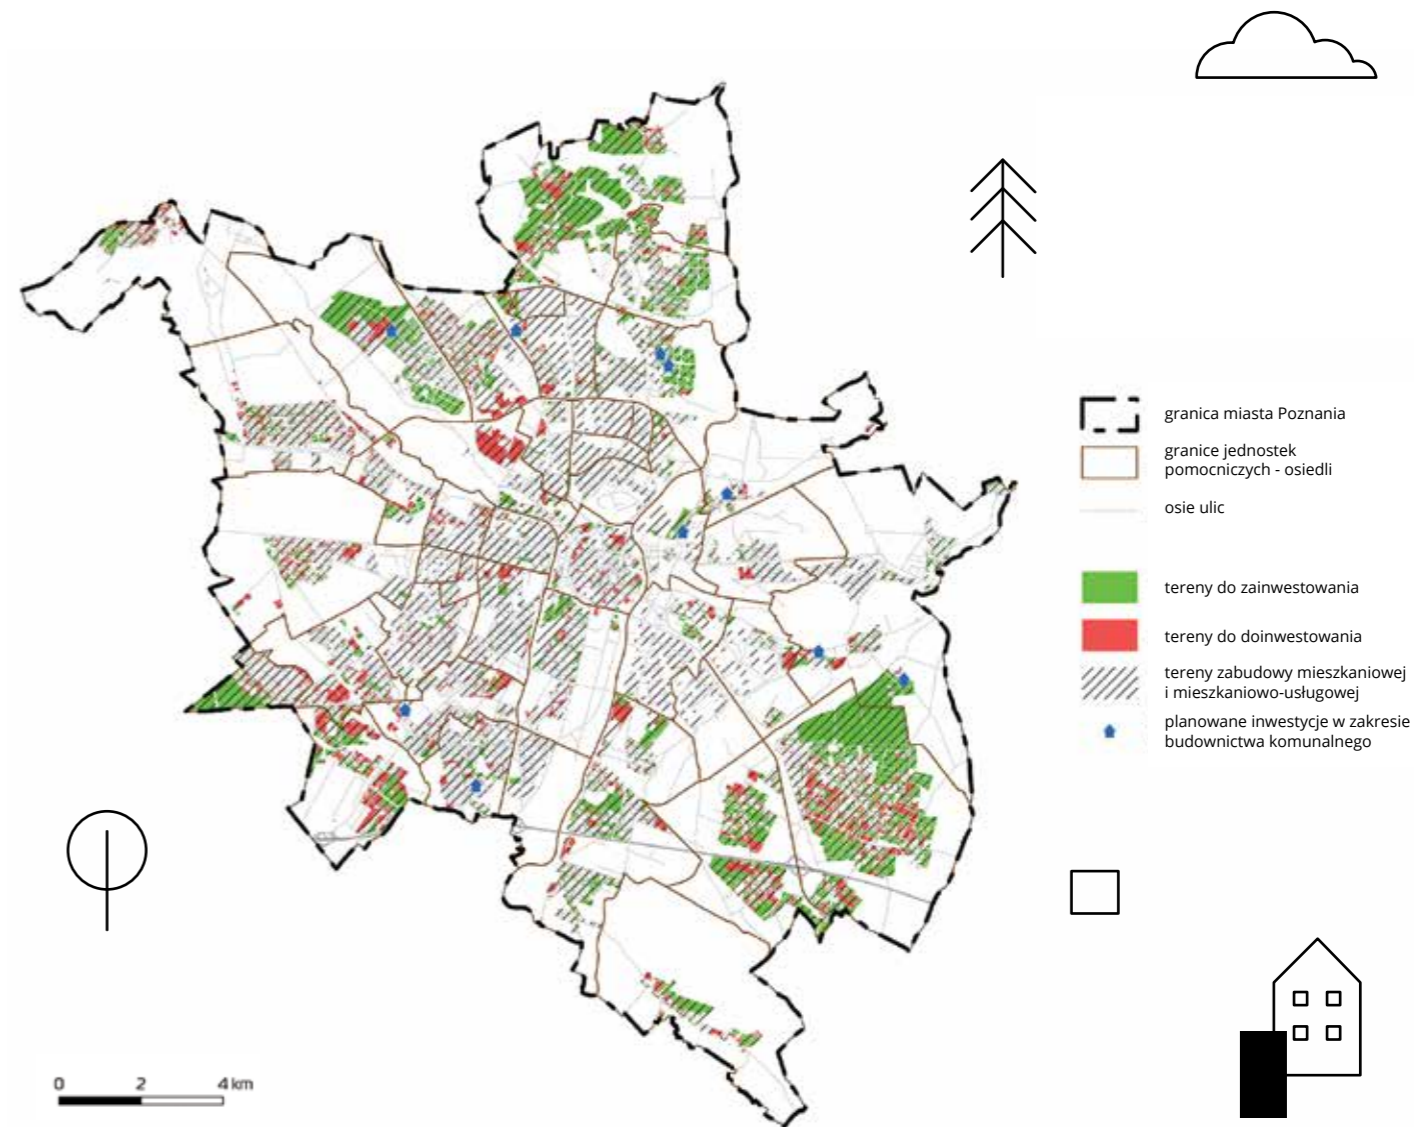 granica miasta Poznania
granice jednostek
pomocniczych - osiedli
osie ulic
tereny do zainwestowania
tereny do doinwestowania
tereny zabudowy mieszkaniowej
i mieszkaniowo-usługowej
planowane inwestycje w zakresie
budownictwa komunalnego
0 2 4 km